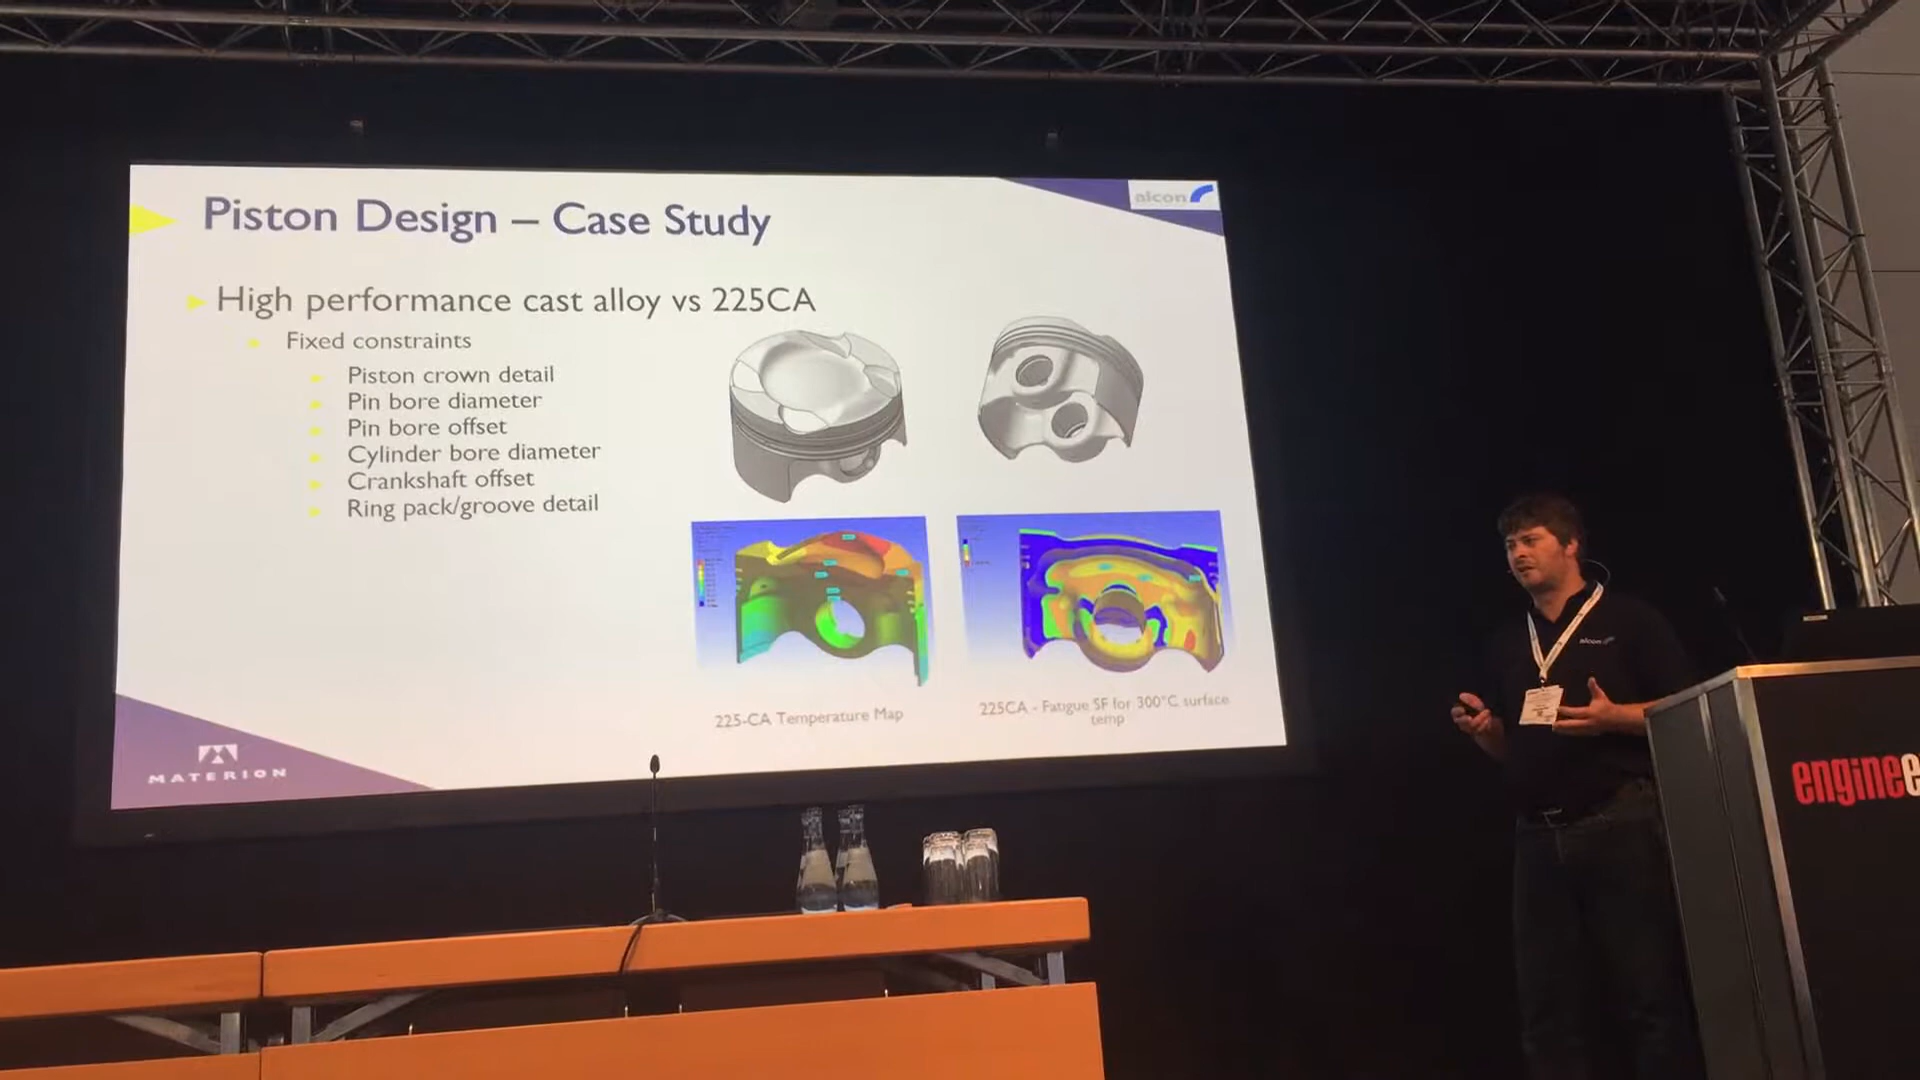 Piston Design – Case Study
alcon
High performance cast alloy vs 225CA
Fixed constraints
Piston crown detail
Pin bore diameter
Pin bore offset
Cylinder bore diameter
Crankshaft offset
Ring pack/groove detail
225-CA Temperature Map
225CA - Fatigue SF for 300°C surface
temp
MATERION
alcon
engine